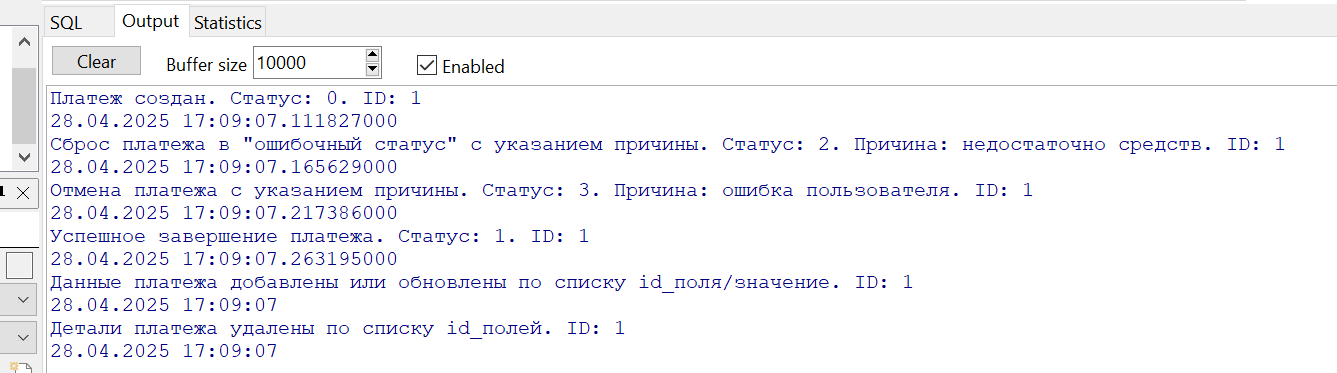 SQL
Output
Statistics
Clear
Buffer size
10000
Enabled
Платеж создан. Статус: 0. ID: 1
28.04.2025 17:09:07.111827000
Сброс платежа в "ошибочный статус" с указанием причины. Статус: 2. Причина: недостаточно средств. ID: 1
28.04.2025 17:09:07.165629000
Отмена платежа с указанием причины. Статус: 3. Причина: ошибка пользователя. ID: 1
28.04.2025 17:09:07.217386000
Успешное завершение платежа. Статус: 1. ID: 1
28.04.2025 17:09:07.263195000
Данные платежа добавлены или обновлены по списку id_поля/значение. ID: 1
28.04.2025 17:09:07
Детали платежа удалены по списку id_полей. ID: 1
28.04.2025 17:09:07